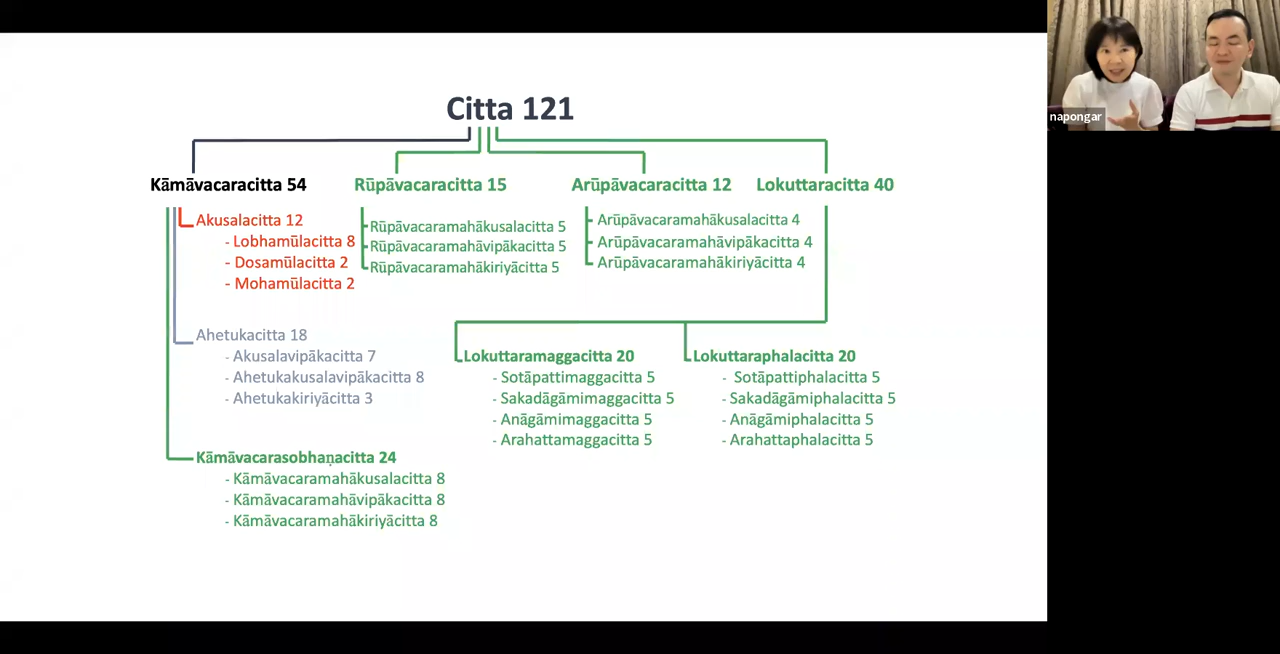 Citta 121
Kāmāvacaracitta 54
Akusalacitta 12
- Lobhamūlacitta 8
- Dosamūlacitta 2
- Mohamūlacitta 2
Ahetukacitta 18
- Akusalavipākacitta 7
- Ahetukakusalavipākacitta 8
- Ahetukakiriyācitta 3
Kāmāvacarasobhaṇacitta 24
- Kāmāvacaramahākusalacitta 8
- Kāmāvacaramahāvipākacitta 8
- Kāmāvacaramahākiriyācitta 8
Rūpāvacaracitta 15
Rūpāvacaramahākusalacitta 5
Rūpāvacaramahāvipākacitta 5
Rūpāvacaramahākiriyācitta 5
Arūpāvacaracitta 12
Arūpāvacaramahākusalacitta 4
Arūpāvacaramahāvipākacitta 4
Arūpāvacaramahākiriyācitta 4
Lokuttaracitta 40
Lokuttaramaggacitta 20
- Sotāpattimaggacitta 5
- Sakadāgāmimaggacitta 5
- Anāgāmimaggacitta 5
- Arahattamaggacitta 5
Lokuttaraphalacitta 20
- Sotāpattiphalacitta 5
- Sakadāgāmiphalacitta 5
- Anāgāmiphalacitta 5
- Arahattaphalacitta 5
napongar